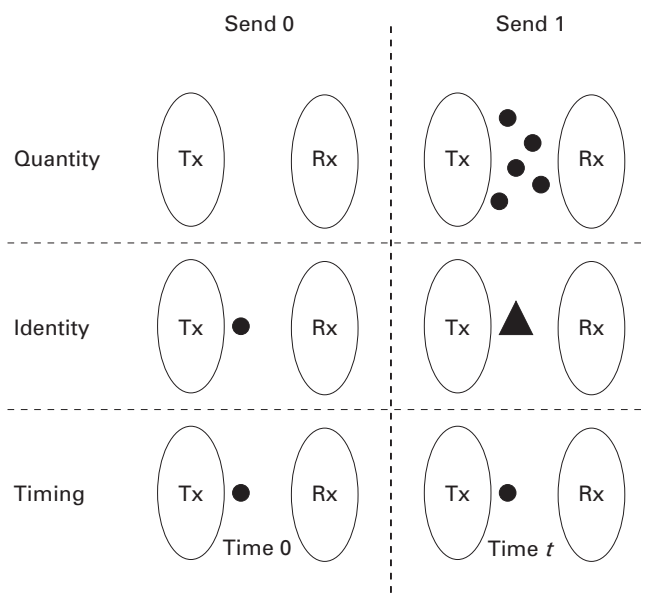 Send 0
Send 1
Quantity
Tx
Rx
Tx
Rx
Identity
Tx
Rx
Tx
Rx
Timing
Tx
Rx
Tx
Rx
Time 0
Time t